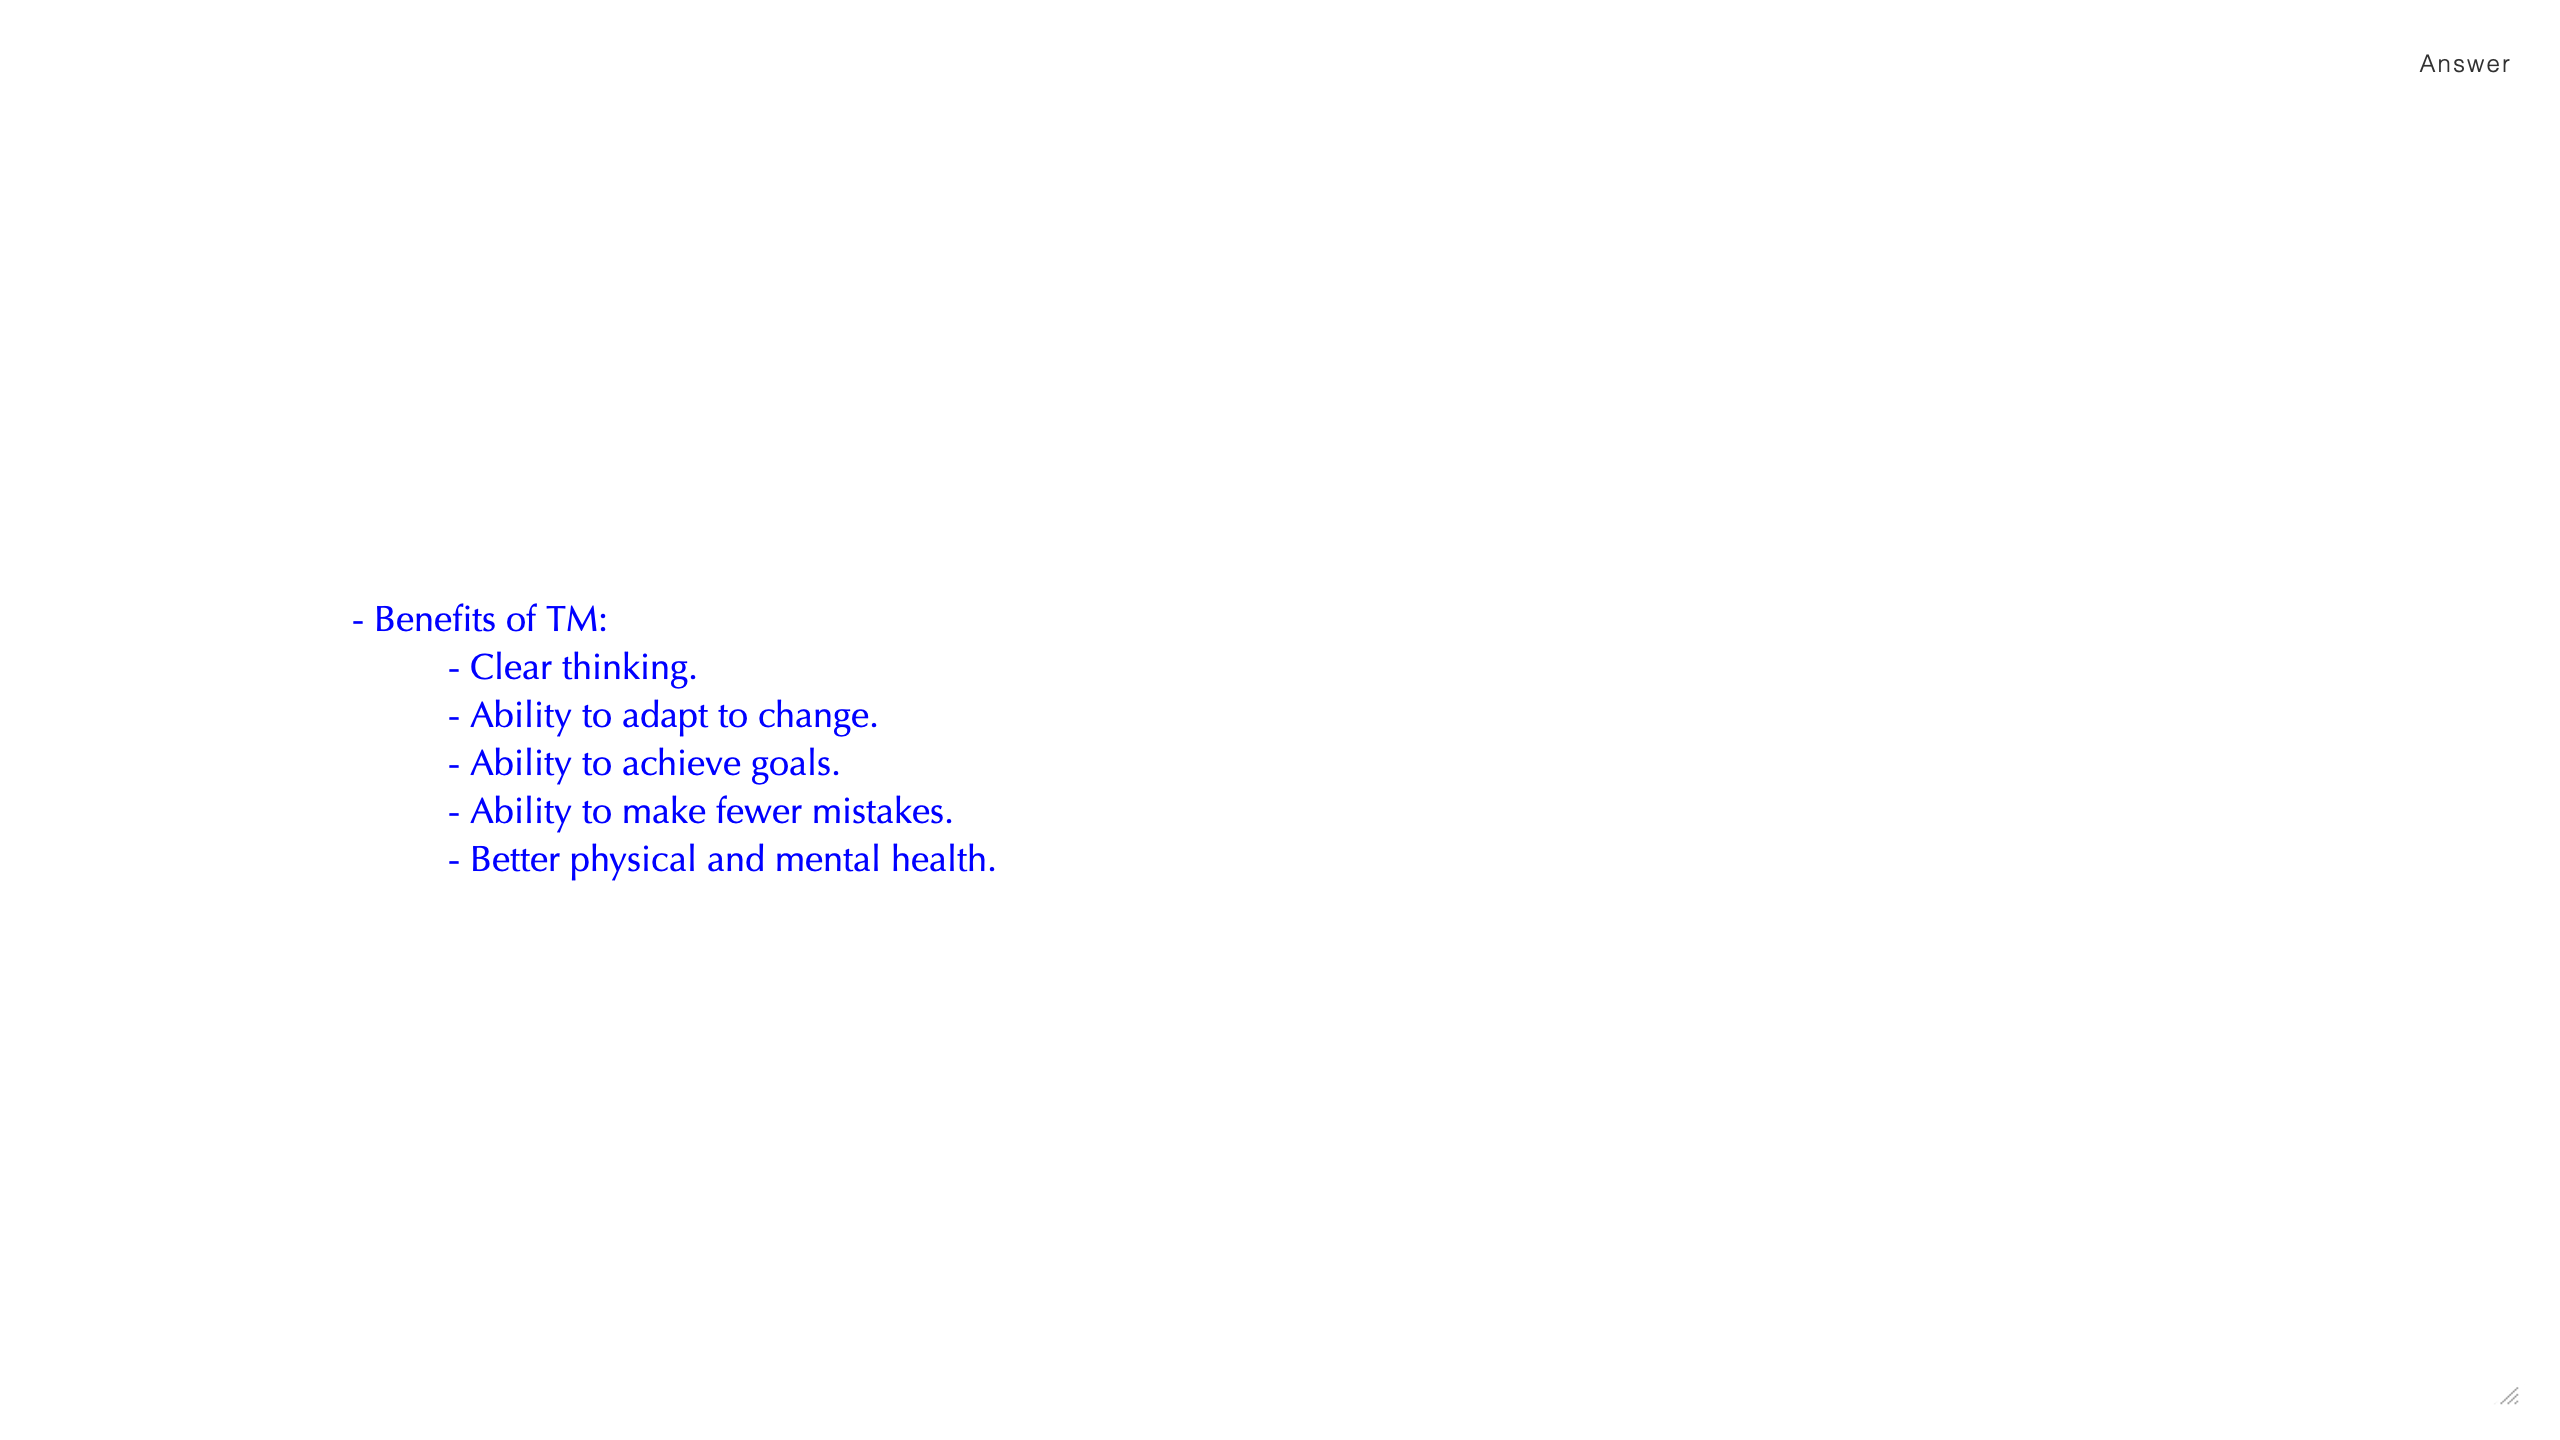 Answer
- Benefits of TM:
- Clear thinking.
- Ability to adapt to change.
- Ability to achieve goals.
- Ability to make fewer mistakes.
- Better physical and mental health.